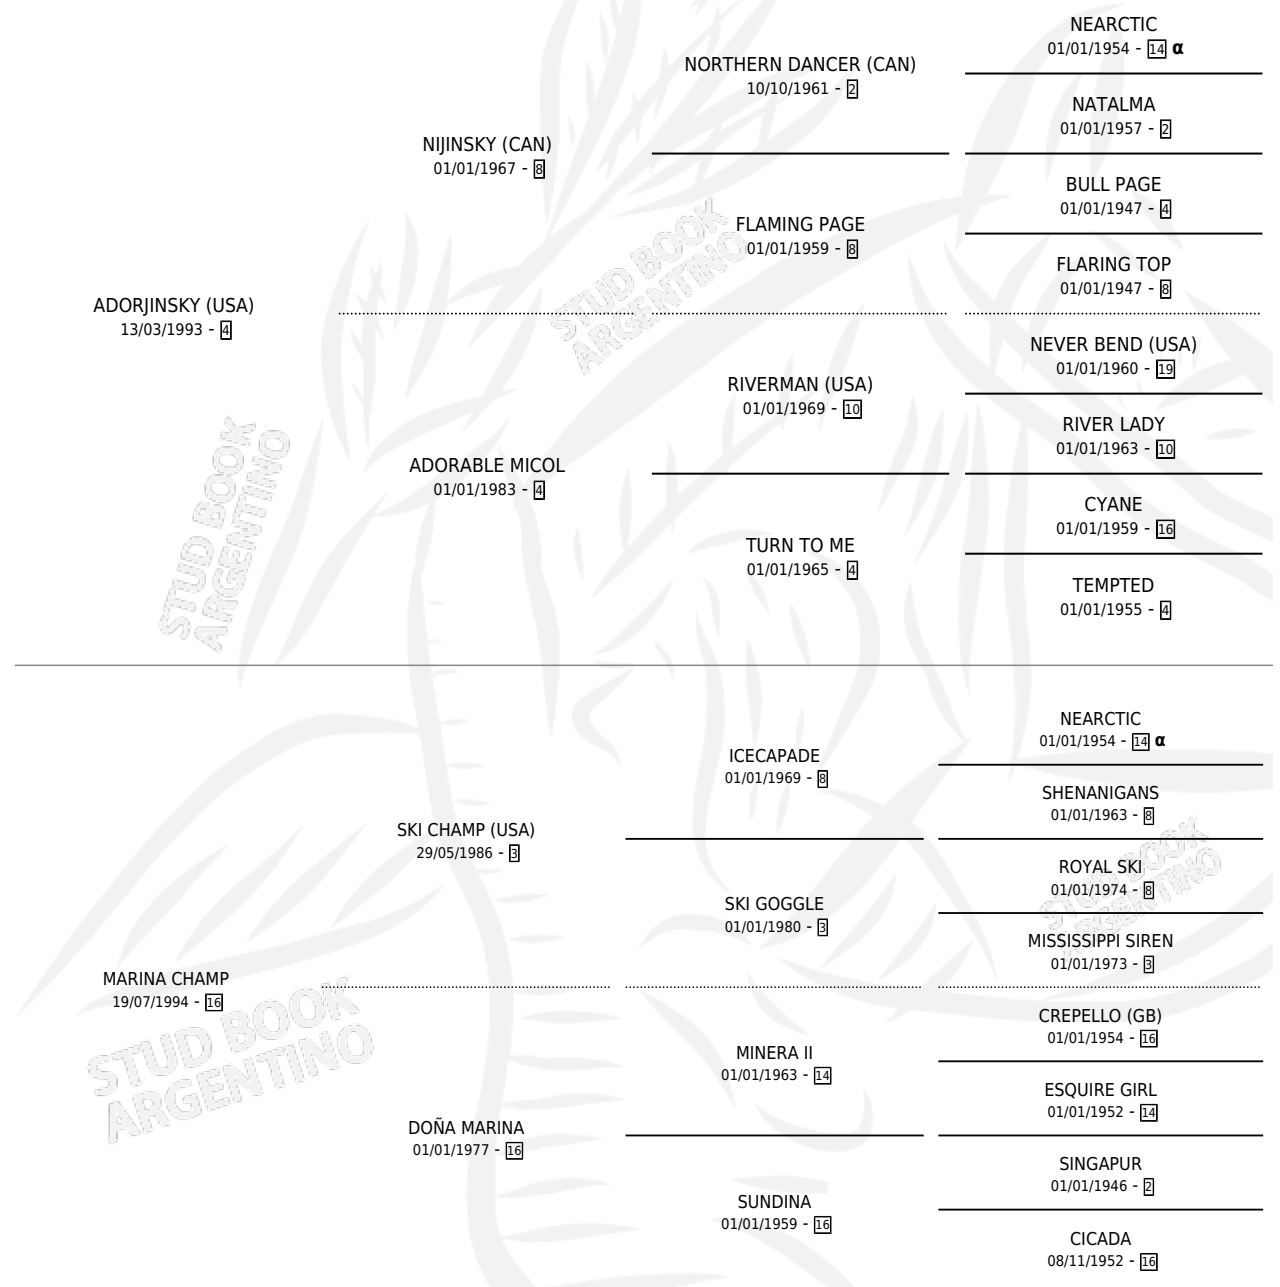 NEARCTIC
01/01/1954 - 14 α
NORTHERN DANCER (CAN)
10/10/1961 - 2
NATALMA
01/01/1957 - 2
NIJINSKY (CAN)
01/01/1967 - 8
BULL PAGE
01/01/1947 - 4
FLAMING PAGE
01/01/1959 - 8
FLARING TOP
01/01/1947 - 8
ADORJINSKY (USA)
13/03/1993 - 4
NEVER BEND (USA)
01/01/1960 - 19
RIVERMAN (USA)
01/01/1969 - 10
RIVER LADY
01/01/1963 - 10
ADORABLE MICOL
01/01/1983 - 4
CYANE
01/01/1959 - 16
TURN TO ME
01/01/1965 - 4
TEMPTED
01/01/1955 - 4
NEARCTIC
01/01/1954 - 14 α
ICECAPADE
01/01/1969 - 8
SHENANIGANS
01/01/1963 - 8
SKI CHAMP (USA)
29/05/1986 - 3
ROYAL SKI
01/01/1974 - 8
SKI GOGGLE
01/01/1980 - 3
MISSISSIPPI SIREN
01/01/1973 - 3
MARINA CHAMP
19/07/1994 - 16
CREPELLO (GB)
01/01/1954 - 16
MINERA II
01/01/1963 - 14
ESQUIRE GIRL
01/01/1952 - 14
DOÑA MARINA
01/01/1977 - 16
SINGAPUR
01/01/1946 - 2
SUNDINA
01/01/1959 - 16
CICADA
08/11/1952 - 16
STUD BOOK
ARGENTINO
STUD BOOK
ARGENTINO
STUD BOOK
ARGENTINO
STUD BOOK
ARGENTINO